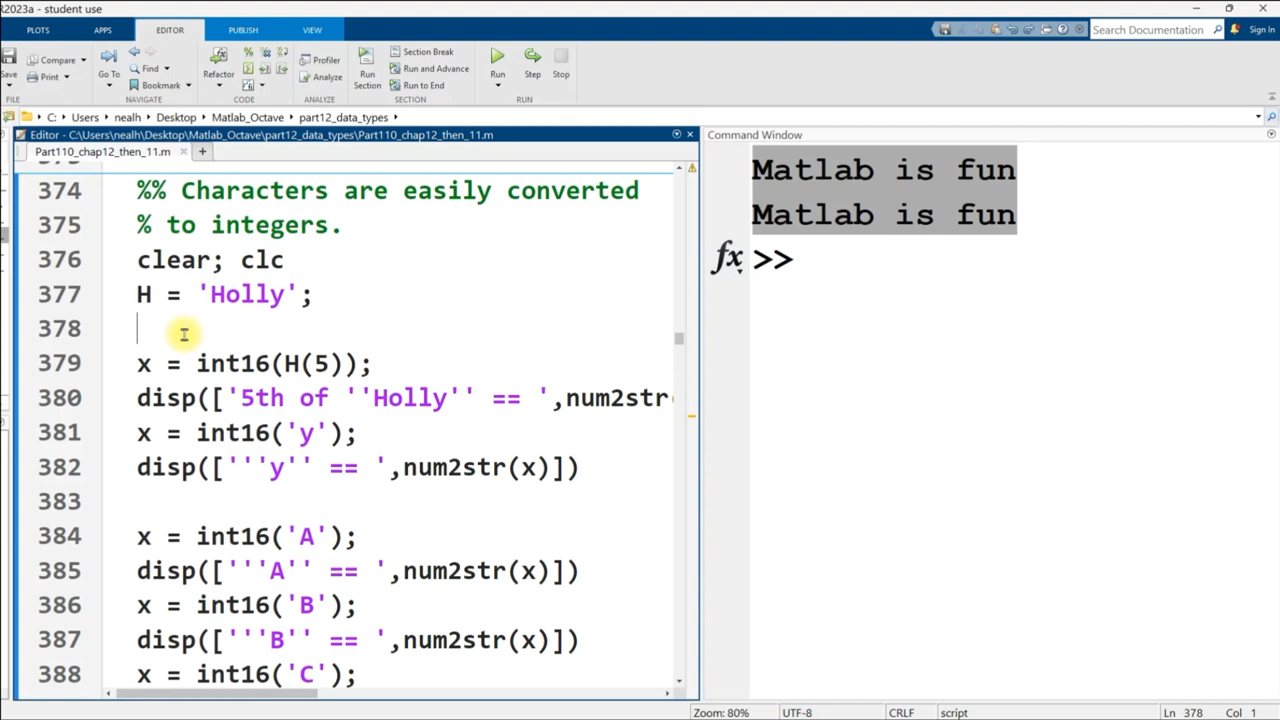 R2023a - student use
PLOTS APPS EDITOR PUBLISH VIEW
Search Documentation
Sign In
Save
Compare
Print
FILE
Go To
Find
Bookmark
NAVIGATE
Refactor
CODE
Profiler
Analyze
ANALYZE
Run
Section
Section Break
Run and Advance
Run to End
SECTION
Run
Step
Stop
RUN
C: Users nealh Desktop Matlab_Octave part12_data_types
Editor - C:\Users\nealh\Desktop\Matlab_Octave\part12_data_types\Part110_chap12_then_11.m
Part110_chap12_then_11.m
374 %% Characters are easily converted
375 % to integers.
376 clear; clc
377 H = 'Holly';
378
379 x = int16(H(5));
380 disp(['5th of ''Holly'' == ',num2str(
381 x = int16('y');
382 disp(['''y'' == ',num2str(x)])
383
384 x = int16('A');
385 disp(['''A'' == ',num2str(x)])
386 x = int16('B');
387 disp(['''B'' == ',num2str(x)])
388 x = int16('C');
Command Window
Matlab is fun
Matlab is fun
fx >>
Zoom: 80% UTF-8 CRLF script Ln 378 Col 1